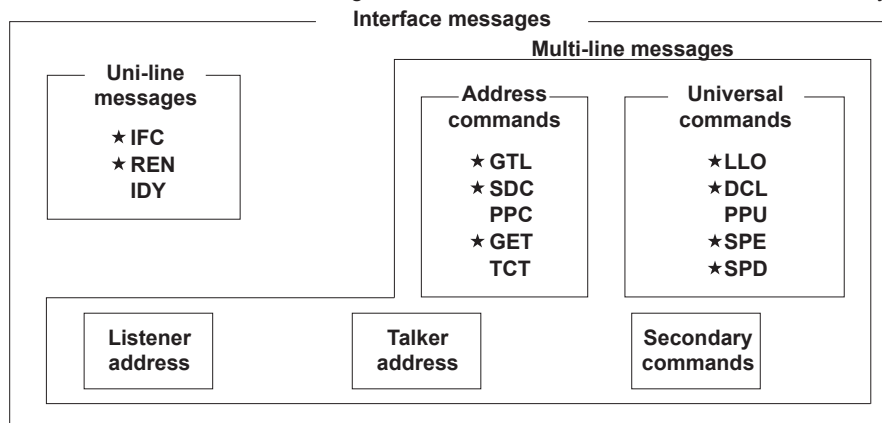 Interface messages
Multi-line messages
Uni-line
messages
★ IFC
★ REN
IDY
Address
commands
★ GTL
★ SDC
PPC
★ GET
TCT
Universal
commands
★ LLO
★ DCL
PPU
★ SPE
★ SPD
Listener
address
Talker
address
Secondary
commands